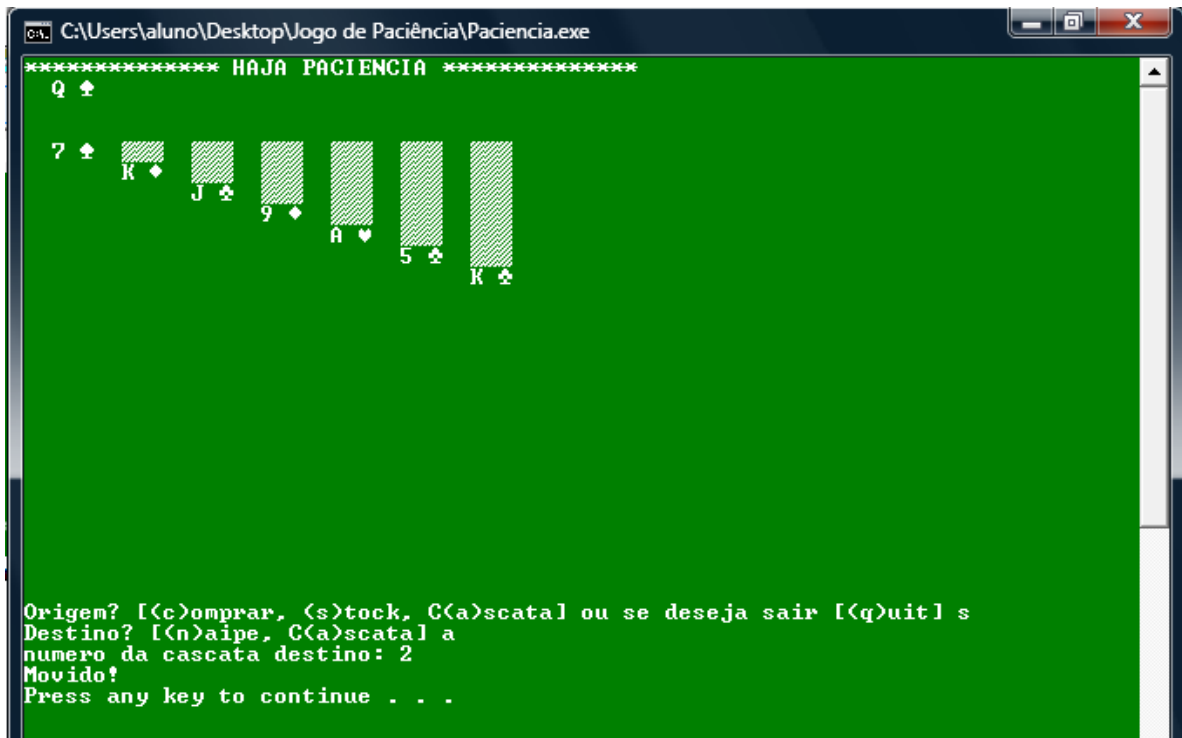 C:\Users\aluno\Desktop\Jogo de Paciência\Paciencia.exe
************** HAJA PACIENCIA **************
Q ♠
7 ♠
K ♦
J ♣
9 ♦
A ♥
5 ♣
K ♣
Origem? [(c)omprar, (s)tock, C(a)scata] ou se deseja sair [(q)uit] s
Destino? [(n)aipe, C(a)scata] a
numero da cascata destino: 2
Movido!
Press any key to continue . . .